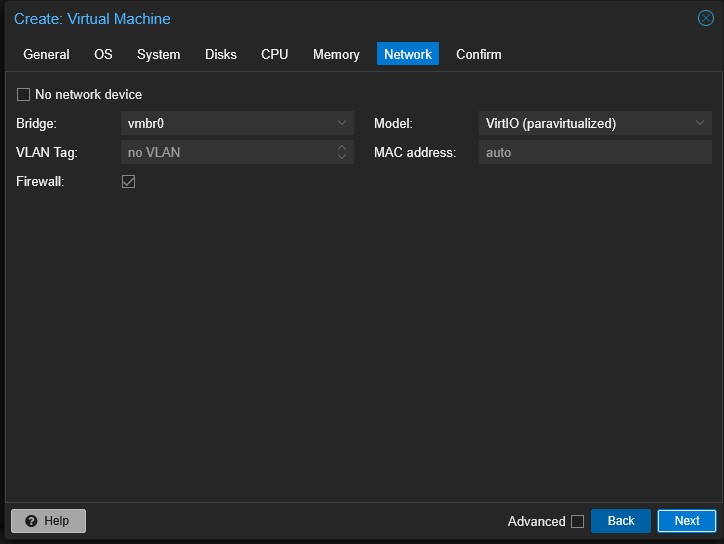 Create: Virtual Machine
General OS System Disks CPU Memory Network Confirm
No network device
Bridge: vmbr0 Model: VirtIO (paravirtualized)
VLAN Tag: no VLAN MAC address: auto
Firewall:
Help Advanced Back Next